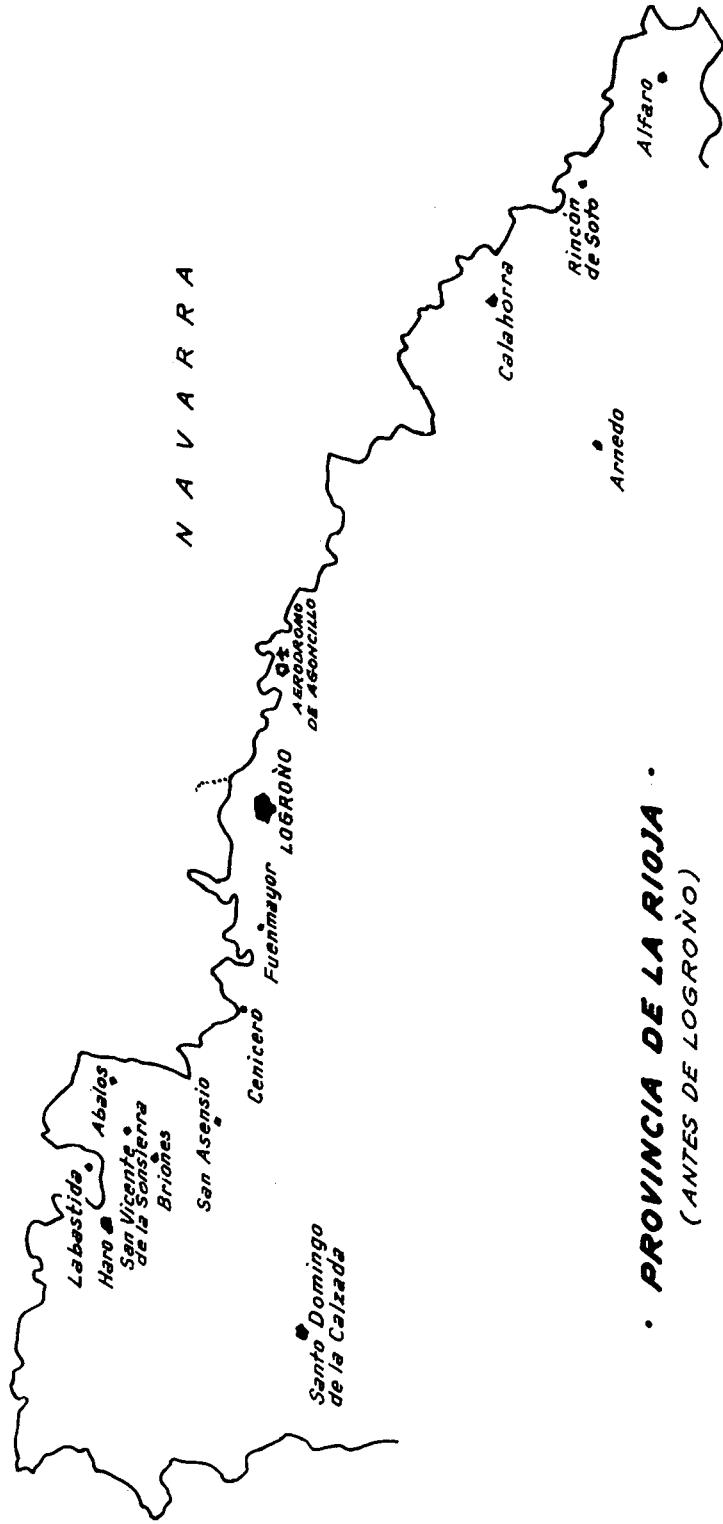 NAVARRA
Labastida
Haro
Abalos
San Vicente
de la Sonsierra
Briones
San Asensio
Cenicero
Fuenmayor
LOGROÑO
AERODROMO
DE AGONCILLO
Santo Domingo
de la Calzada
Calahorra
Arnedo
Rincón
de Soto
Alfaro
• PROVINCIA DE LA RIOJA •
(ANTES DE LOGROÑO)